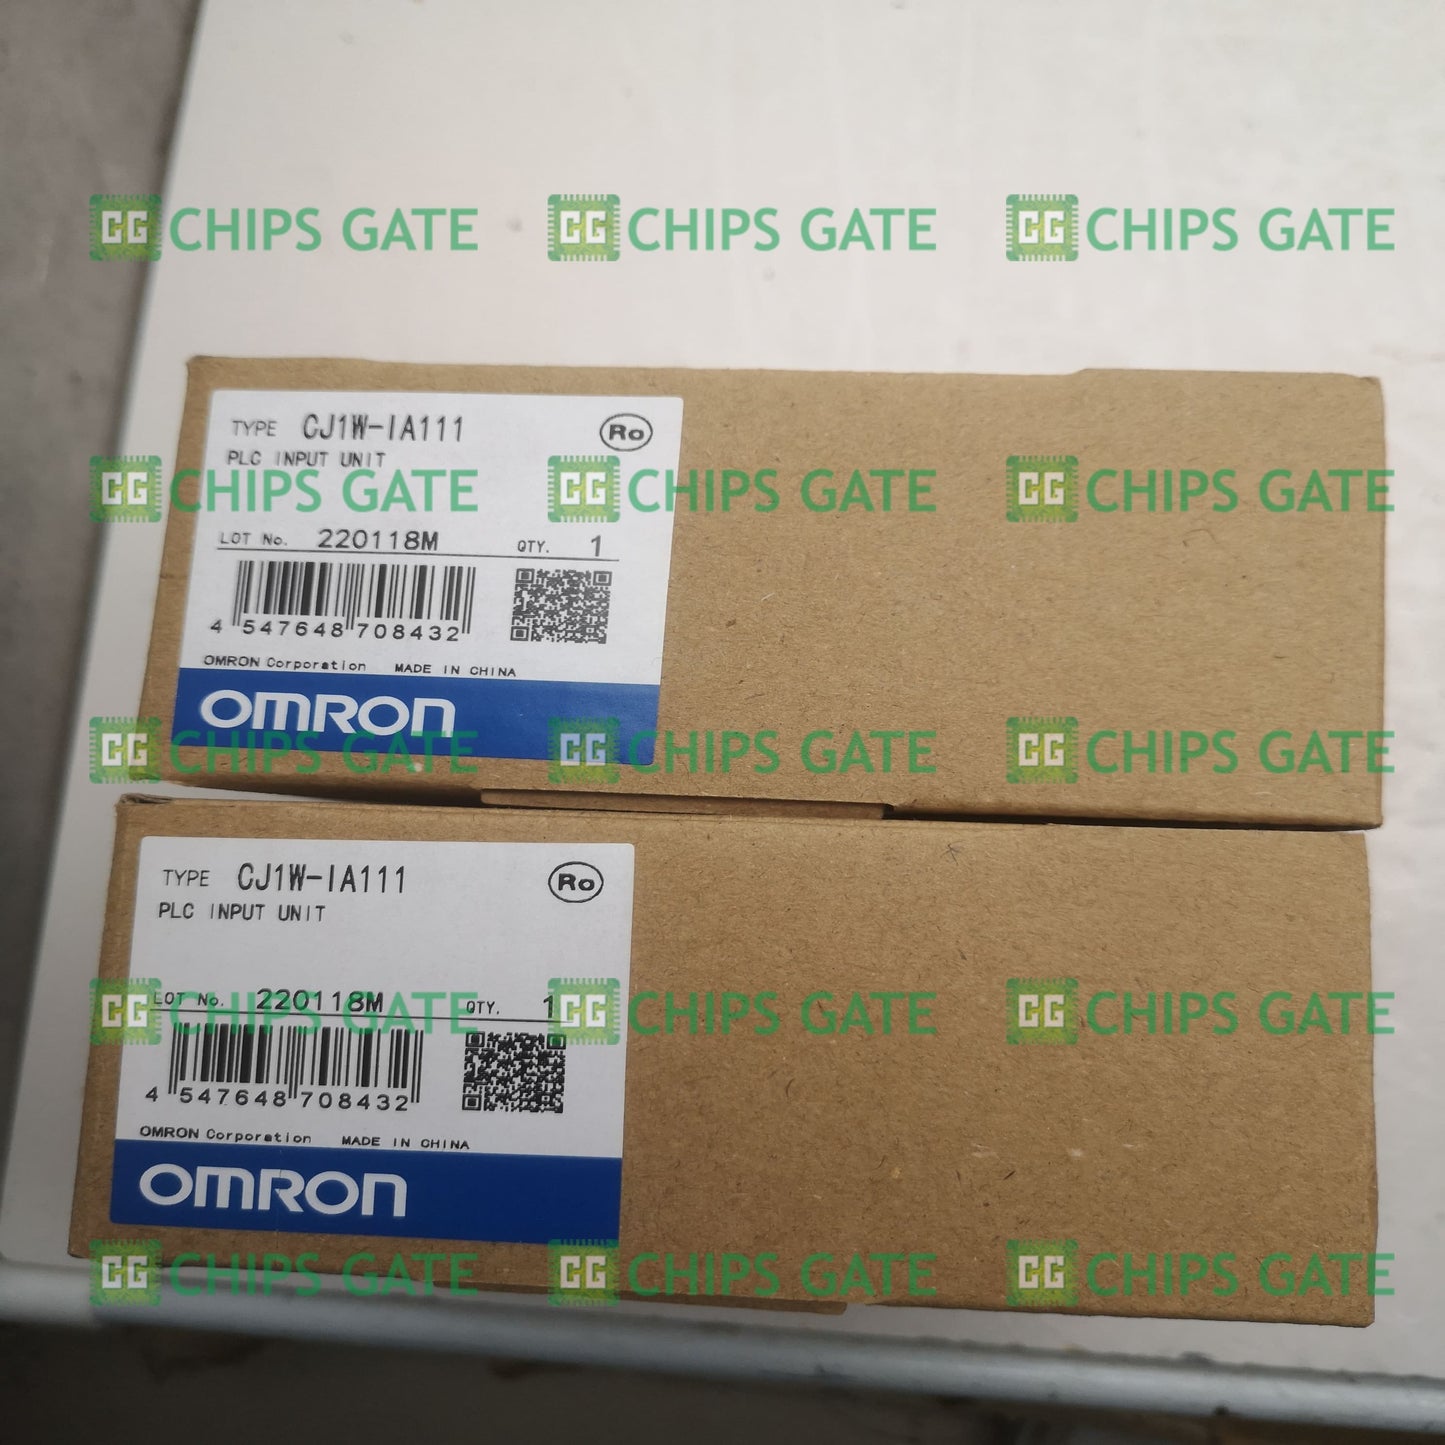 CG CHIPS GATE CG CHIPS GATE CG CHIPS GATE
TYPE CJ1W-IA111 Ro
PLC INPUT UNIT
CG CHIPS GATE CG CHIPS GATE CG CHIPS GATE
LOT No. 220118M QTY. 1
4 547648 708432
OMRON Corporation MADE IN CHINA
OMRON
CG CHIPS GATE CG CHIPS GATE CG CHIPS GATE
TYPE CJ1W-IA111 Ro
PLC INPUT UNIT
LOT No. 220118M QTY. 1
CG CHIPS GATE CG CHIPS GATE CG CHIPS GATE
4 547648 708432
OMRON Corporation MADE IN CHINA
OMRON
CG CHIPS GATE CG CHIPS GATE CG CHIPS GATE